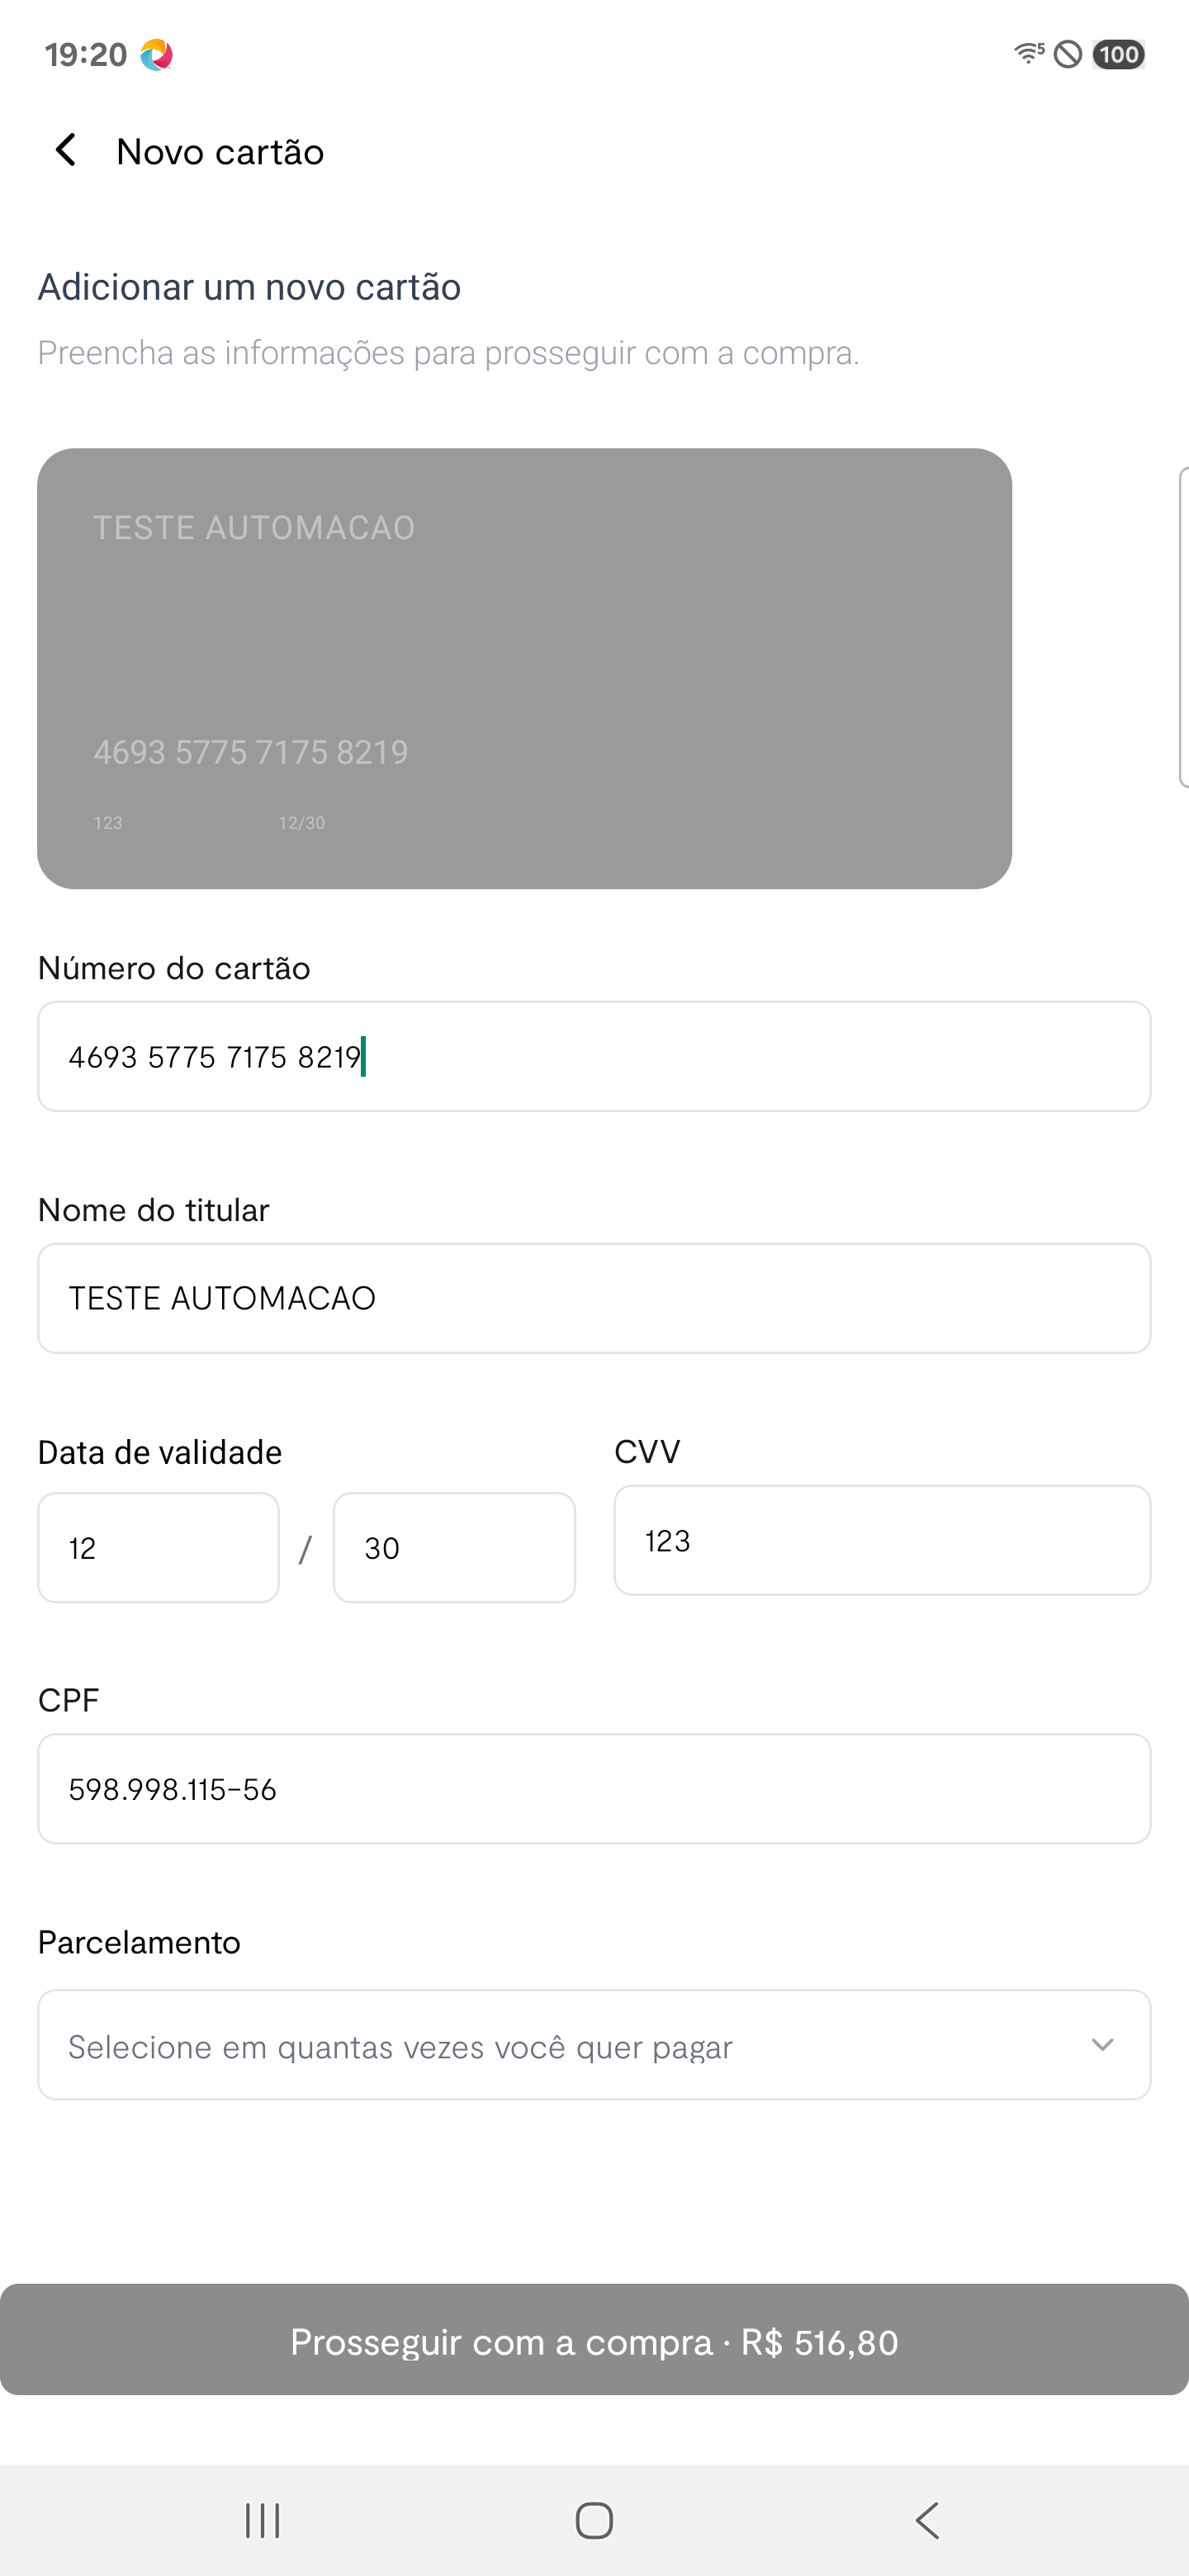 19:20
5
100
Novo cartão
Adicionar um novo cartão
Preencha as informações para prosseguir com a compra.
TESTE AUTOMACAO
4693 5775 7175 8219
123 12/30
Número do cartão
4693 5775 7175 8219
Nome do titular
TESTE AUTOMACAO
Data de validade
CVV
12 / 30
123
CPF
598.998.115-56
Parcelamento
Selecione em quantas vezes você quer pagar
Prosseguir com a compra · R$ 516,80